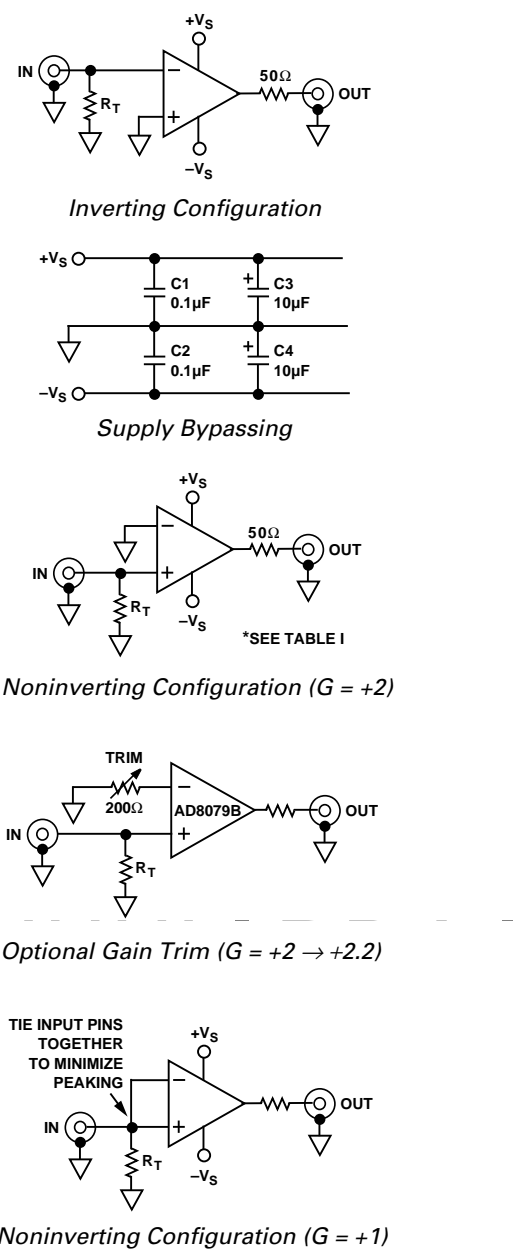 +VS
IN
−
RT
+
50Ω
OUT
−VS
Inverting Configuration
+VS
C1
0.1µF
+
C3
10µF
C2
0.1µF
+
C4
10µF
−VS
Supply Bypassing
+VS
−
50Ω
OUT
IN
+
RT
−VS
*SEE TABLE I
Noninverting Configuration (G = +2)
TRIM
200Ω
−
AD8079B
OUT
IN
+
RT
Optional Gain Trim (G = +2 → +2.2)
TIE INPUT PINS
TOGETHER
TO MINIMIZE
PEAKING
+VS
−
OUT
IN
+
RT
−VS
Noninverting Configuration (G = +1)